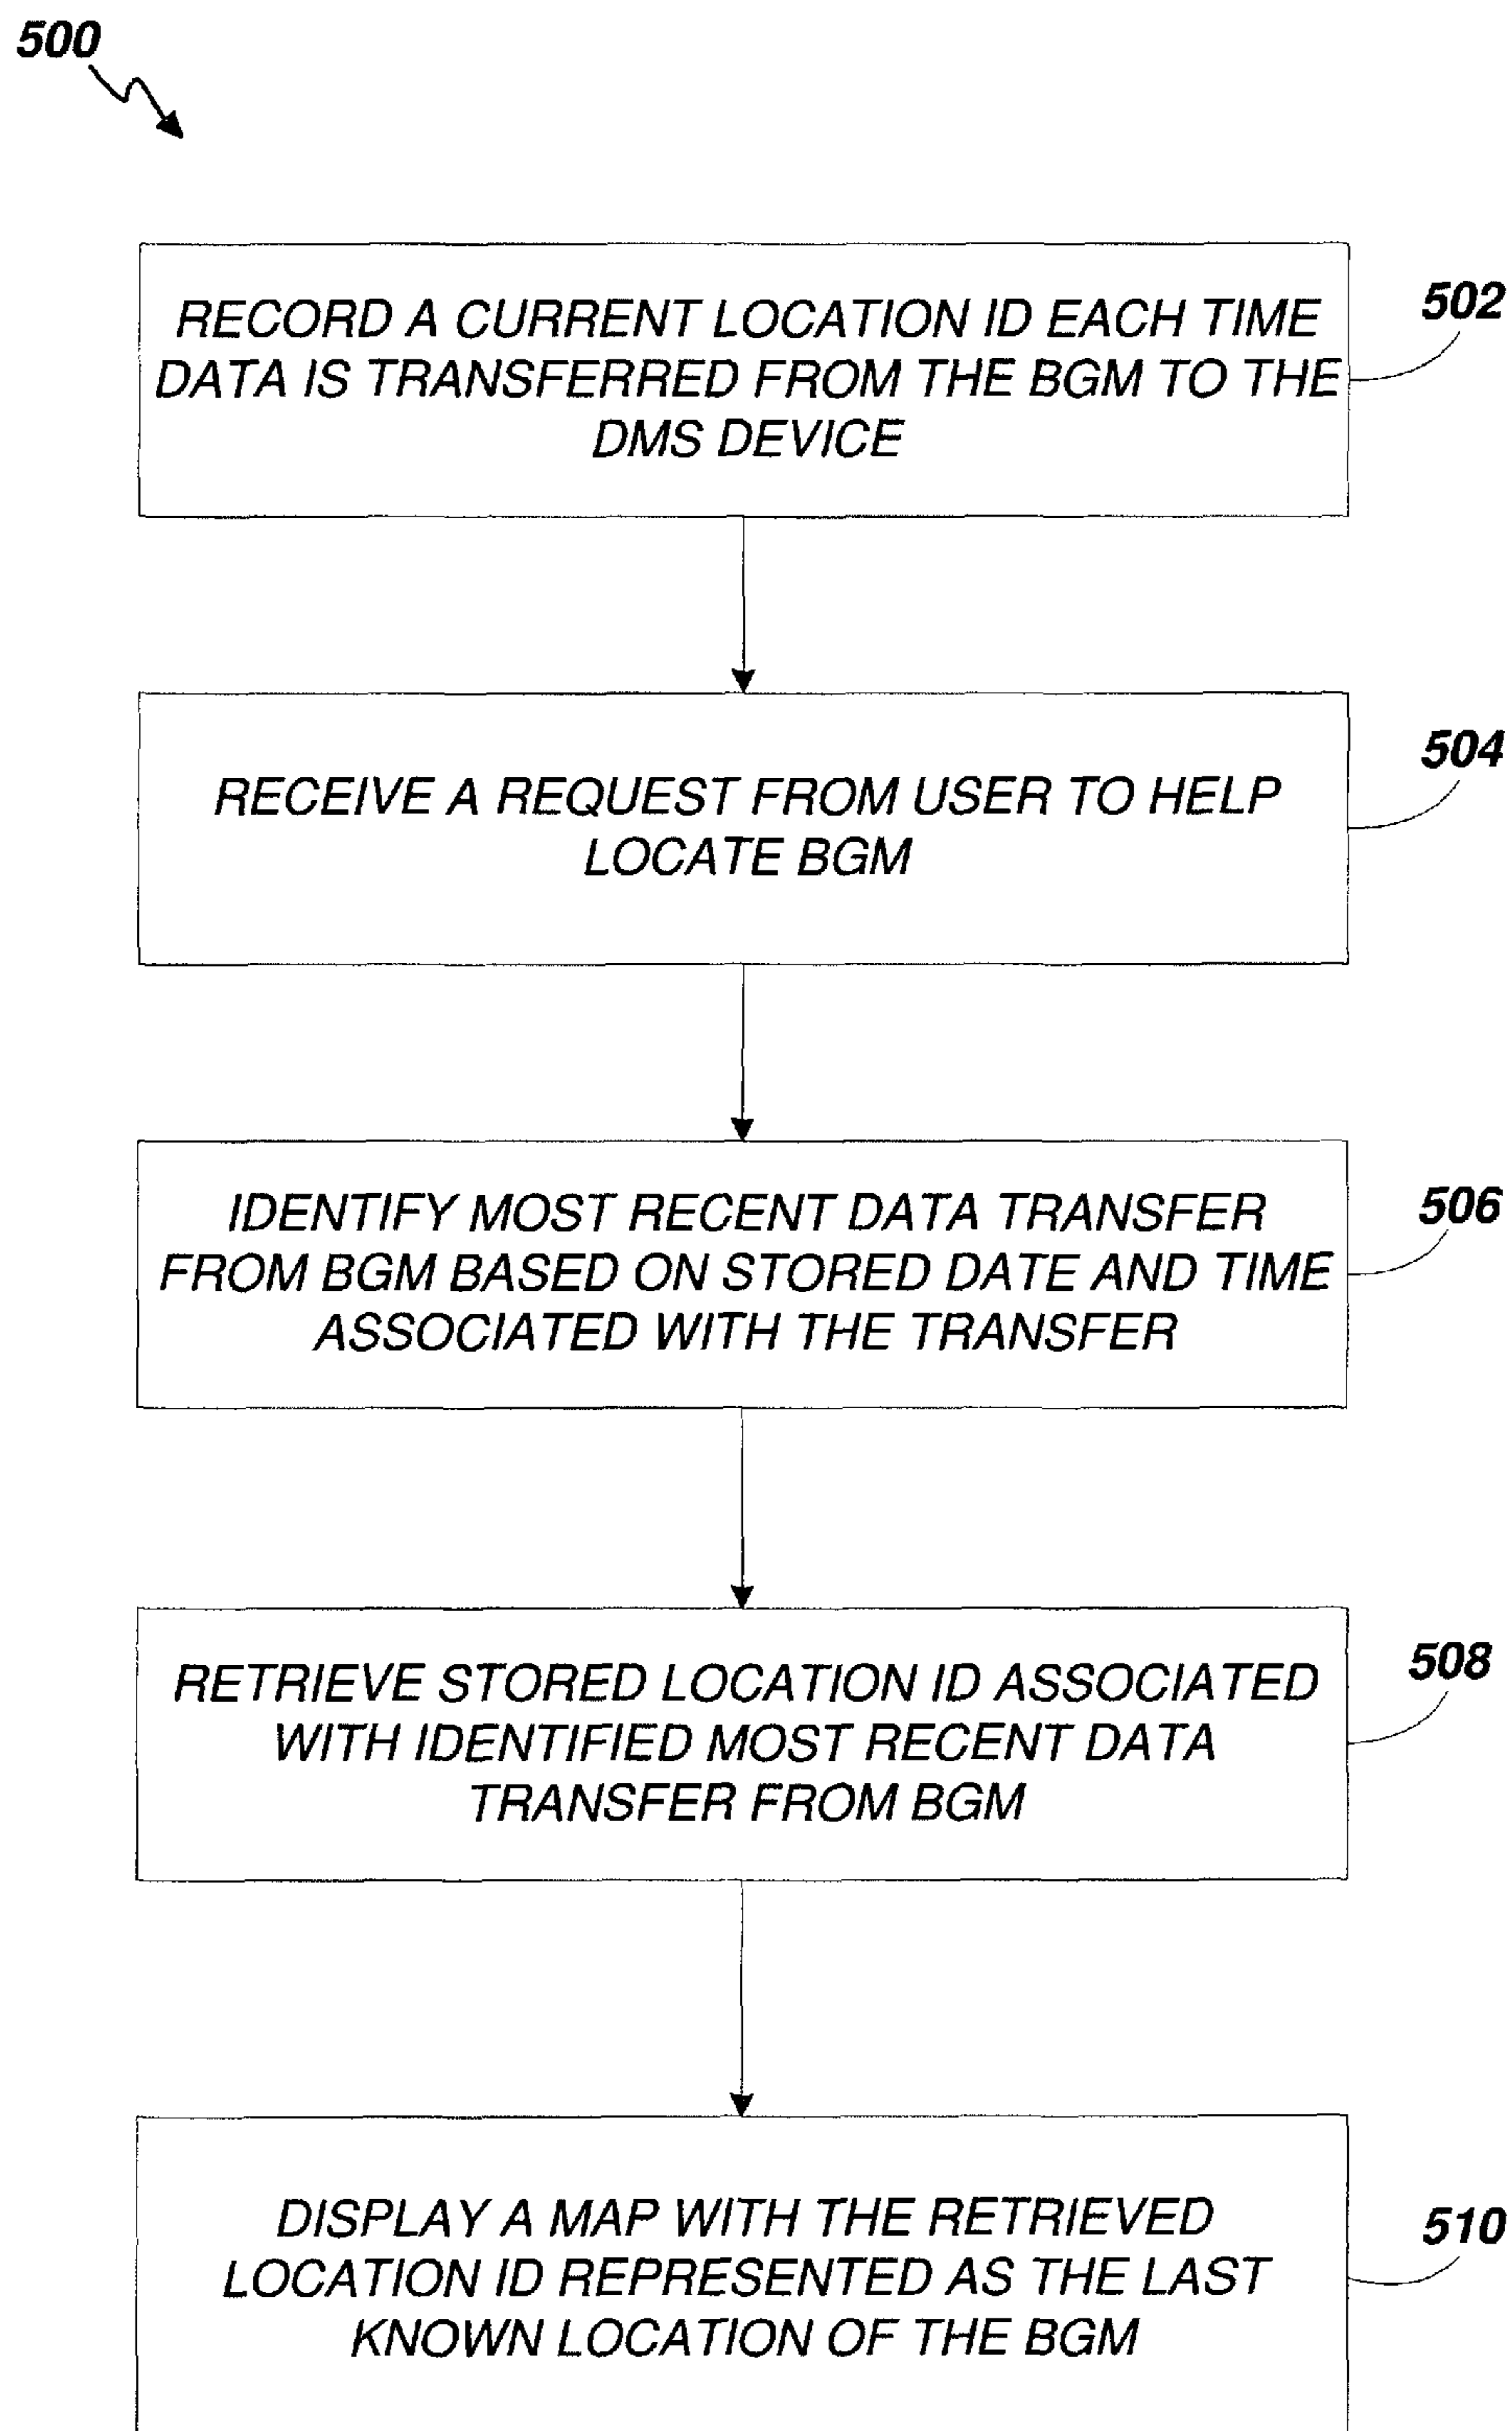 500
RECORD A CURRENT LOCATION ID EACH TIME
DATA IS TRANSFERRED FROM THE BGM TO THE
DMS DEVICE
502
RECEIVE A REQUEST FROM USER TO HELP
LOCATE BGM
504
IDENTIFY MOST RECENT DATA TRANSFER
FROM BGM BASED ON STORED DATE AND TIME
ASSOCIATED WITH THE TRANSFER
506
RETRIEVE STORED LOCATION ID ASSOCIATED
WITH IDENTIFIED MOST RECENT DATA
TRANSFER FROM BGM
508
DISPLAY A MAP WITH THE RETRIEVED
LOCATION ID REPRESENTED AS THE LAST
KNOWN LOCATION OF THE BGM
510